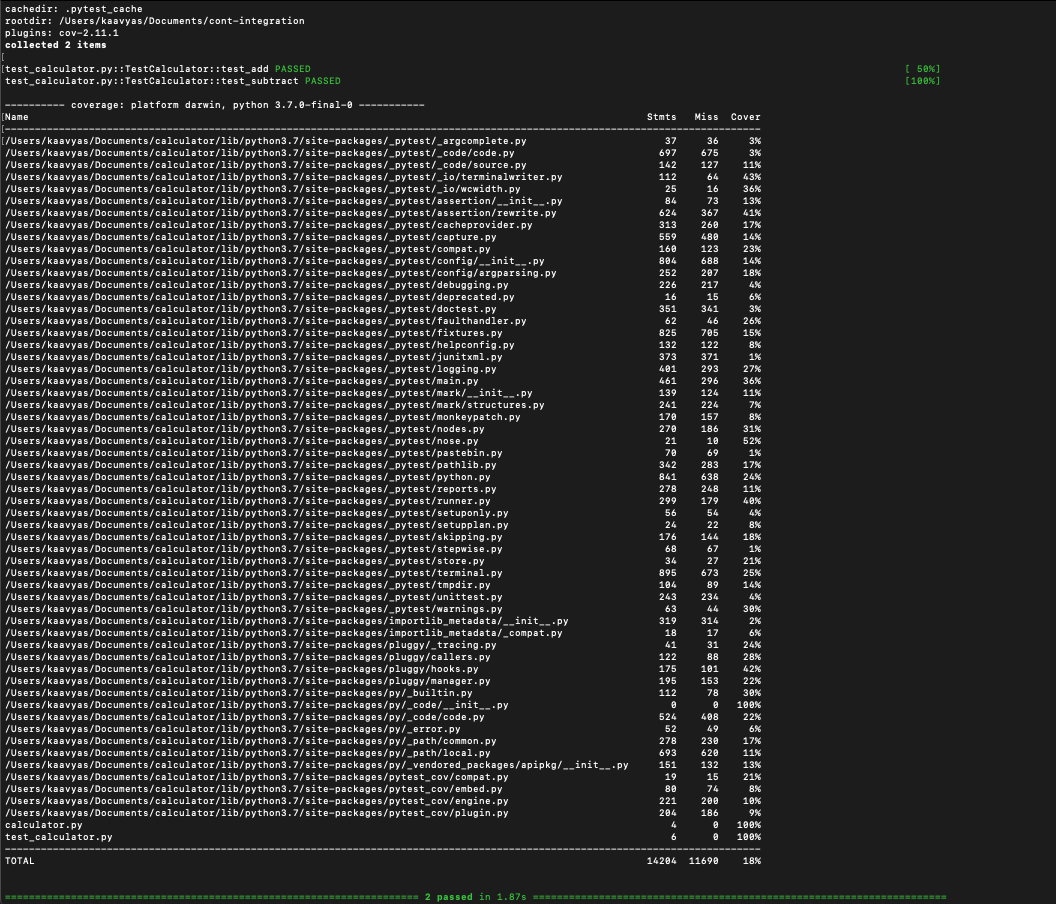 cachedir: .pytest_cache
rootdir: /Users/kaavyas/Documents/cont-integration
plugins: cov-2.11.1
collected 2 items
[
[test_calculator.py::TestCalculator::test_add PASSED [ 50%]
test_calculator.py::TestCalculator::test_subtract PASSED [100%]
---------- coverage: platform darwin, python 3.7.0-final-0 -----------
[Name Stmts Miss Cover
[------------------------------------------------------------------------------
[/Users/kaavyas/Documents/calculator/lib/python3.7/site-packages/_pytest/_argcomplete.py 37 36 3%
/Users/kaavyas/Documents/calculator/lib/python3.7/site-packages/_pytest/_code/code.py 697 675 3%
/Users/kaavyas/Documents/calculator/lib/python3.7/site-packages/_pytest/_code/source.py 142 127 11%
/Users/kaavyas/Documents/calculator/lib/python3.7/site-packages/_pytest/_io/terminalwriter.py 112 64 43%
/Users/kaavyas/Documents/calculator/lib/python3.7/site-packages/_pytest/_io/wcwidth.py 25 16 36%
/Users/kaavyas/Documents/calculator/lib/python3.7/site-packages/_pytest/assertion/__init__.py 84 73 13%
/Users/kaavyas/Documents/calculator/lib/python3.7/site-packages/_pytest/assertion/rewrite.py 624 367 41%
/Users/kaavyas/Documents/calculator/lib/python3.7/site-packages/_pytest/cacheprovider.py 313 260 17%
/Users/kaavyas/Documents/calculator/lib/python3.7/site-packages/_pytest/capture.py 559 480 14%
/Users/kaavyas/Documents/calculator/lib/python3.7/site-packages/_pytest/compat.py 160 123 23%
/Users/kaavyas/Documents/calculator/lib/python3.7/site-packages/_pytest/config/__init__.py 804 688 14%
/Users/kaavyas/Documents/calculator/lib/python3.7/site-packages/_pytest/config/argparsing.py 252 207 18%
/Users/kaavyas/Documents/calculator/lib/python3.7/site-packages/_pytest/debugging.py 226 217 4%
/Users/kaavyas/Documents/calculator/lib/python3.7/site-packages/_pytest/deprecated.py 16 15 6%
/Users/kaavyas/Documents/calculator/lib/python3.7/site-packages/_pytest/doctest.py 351 341 3%
/Users/kaavyas/Documents/calculator/lib/python3.7/site-packages/_pytest/faulthandler.py 62 46 26%
/Users/kaavyas/Documents/calculator/lib/python3.7/site-packages/_pytest/fixtures.py 825 705 15%
/Users/kaavyas/Documents/calculator/lib/python3.7/site-packages/_pytest/helpconfig.py 132 122 8%
/Users/kaavyas/Documents/calculator/lib/python3.7/site-packages/_pytest/junitxml.py 373 371 1%
/Users/kaavyas/Documents/calculator/lib/python3.7/site-packages/_pytest/logging.py 401 293 27%
/Users/kaavyas/Documents/calculator/lib/python3.7/site-packages/_pytest/main.py 461 296 36%
/Users/kaavyas/Documents/calculator/lib/python3.7/site-packages/_pytest/mark/__init__.py 139 124 11%
/Users/kaavyas/Documents/calculator/lib/python3.7/site-packages/_pytest/mark/structures.py 241 224 7%
/Users/kaavyas/Documents/calculator/lib/python3.7/site-packages/_pytest/monkeypatch.py 170 157 8%
/Users/kaavyas/Documents/calculator/lib/python3.7/site-packages/_pytest/nodes.py 270 186 31%
/Users/kaavyas/Documents/calculator/lib/python3.7/site-packages/_pytest/nose.py 21 10 52%
/Users/kaavyas/Documents/calculator/lib/python3.7/site-packages/_pytest/pastebin.py 70 69 1%
/Users/kaavyas/Documents/calculator/lib/python3.7/site-packages/_pytest/pathlib.py 342 283 17%
/Users/kaavyas/Documents/calculator/lib/python3.7/site-packages/_pytest/python.py 841 638 24%
/Users/kaavyas/Documents/calculator/lib/python3.7/site-packages/_pytest/reports.py 278 248 11%
/Users/kaavyas/Documents/calculator/lib/python3.7/site-packages/_pytest/runner.py 299 179 40%
/Users/kaavyas/Documents/calculator/lib/python3.7/site-packages/_pytest/setuponly.py 56 54 4%
/Users/kaavyas/Documents/calculator/lib/python3.7/site-packages/_pytest/setupplan.py 24 22 8%
/Users/kaavyas/Documents/calculator/lib/python3.7/site-packages/_pytest/skipping.py 176 144 18%
/Users/kaavyas/Documents/calculator/lib/python3.7/site-packages/_pytest/stepwise.py 68 67 1%
/Users/kaavyas/Documents/calculator/lib/python3.7/site-packages/_pytest/store.py 34 27 21%
/Users/kaavyas/Documents/calculator/lib/python3.7/site-packages/_pytest/terminal.py 895 673 25%
/Users/kaavyas/Documents/calculator/lib/python3.7/site-packages/_pytest/tmpdir.py 104 89 14%
/Users/kaavyas/Documents/calculator/lib/python3.7/site-packages/_pytest/unittest.py 243 234 4%
/Users/kaavyas/Documents/calculator/lib/python3.7/site-packages/_pytest/warnings.py 63 44 30%
/Users/kaavyas/Documents/calculator/lib/python3.7/site-packages/importlib_metadata/__init__.py 319 314 2%
/Users/kaavyas/Documents/calculator/lib/python3.7/site-packages/importlib_metadata/_compat.py 18 17 6%
/Users/kaavyas/Documents/calculator/lib/python3.7/site-packages/pluggy/_tracing.py 41 31 24%
/Users/kaavyas/Documents/calculator/lib/python3.7/site-packages/pluggy/callers.py 122 88 28%
/Users/kaavyas/Documents/calculator/lib/python3.7/site-packages/pluggy/hooks.py 175 101 42%
/Users/kaavyas/Documents/calculator/lib/python3.7/site-packages/pluggy/manager.py 195 153 22%
/Users/kaavyas/Documents/calculator/lib/python3.7/site-packages/py/_builtin.py 112 78 30%
/Users/kaavyas/Documents/calculator/lib/python3.7/site-packages/py/_code/__init__.py 0 0 100%
/Users/kaavyas/Documents/calculator/lib/python3.7/site-packages/py/_code/code.py 524 408 22%
/Users/kaavyas/Documents/calculator/lib/python3.7/site-packages/py/_error.py 52 49 6%
/Users/kaavyas/Documents/calculator/lib/python3.7/site-packages/py/_path/common.py 278 230 17%
/Users/kaavyas/Documents/calculator/lib/python3.7/site-packages/py/_path/local.py 693 620 11%
/Users/kaavyas/Documents/calculator/lib/python3.7/site-packages/py/_vendored_packages/apipkg/__init__.py 151 132 13%
/Users/kaavyas/Documents/calculator/lib/python3.7/site-packages/pytest_cov/compat.py 19 15 21%
/Users/kaavyas/Documents/calculator/lib/python3.7/site-packages/pytest_cov/embed.py 80 74 8%
/Users/kaavyas/Documents/calculator/lib/python3.7/site-packages/pytest_cov/engine.py 221 200 10%
/Users/kaavyas/Documents/calculator/lib/python3.7/site-packages/pytest_cov/plugin.py 204 186 9%
calculator.py 4 0 100%
test_calculator.py 6 0 100%
------------------------------------------------------------------------------
TOTAL 14204 11690 18%
===================== 2 passed in 1.87s =====================